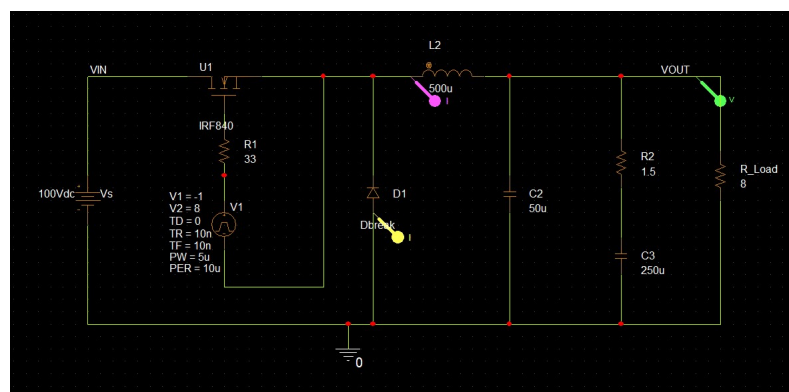 L2
VIN
U1
VOUT
500u
I
V
IRF840
R1
33
R2
1.5
R_Load
8
100Vdc
Vs
V1 = -1
V2 = 8
TD = 0
TR = 10n
TF = 10n
PW = 5u
PER = 10u
V1
D1
Dbreak
I
C2
50u
C3
250u
0